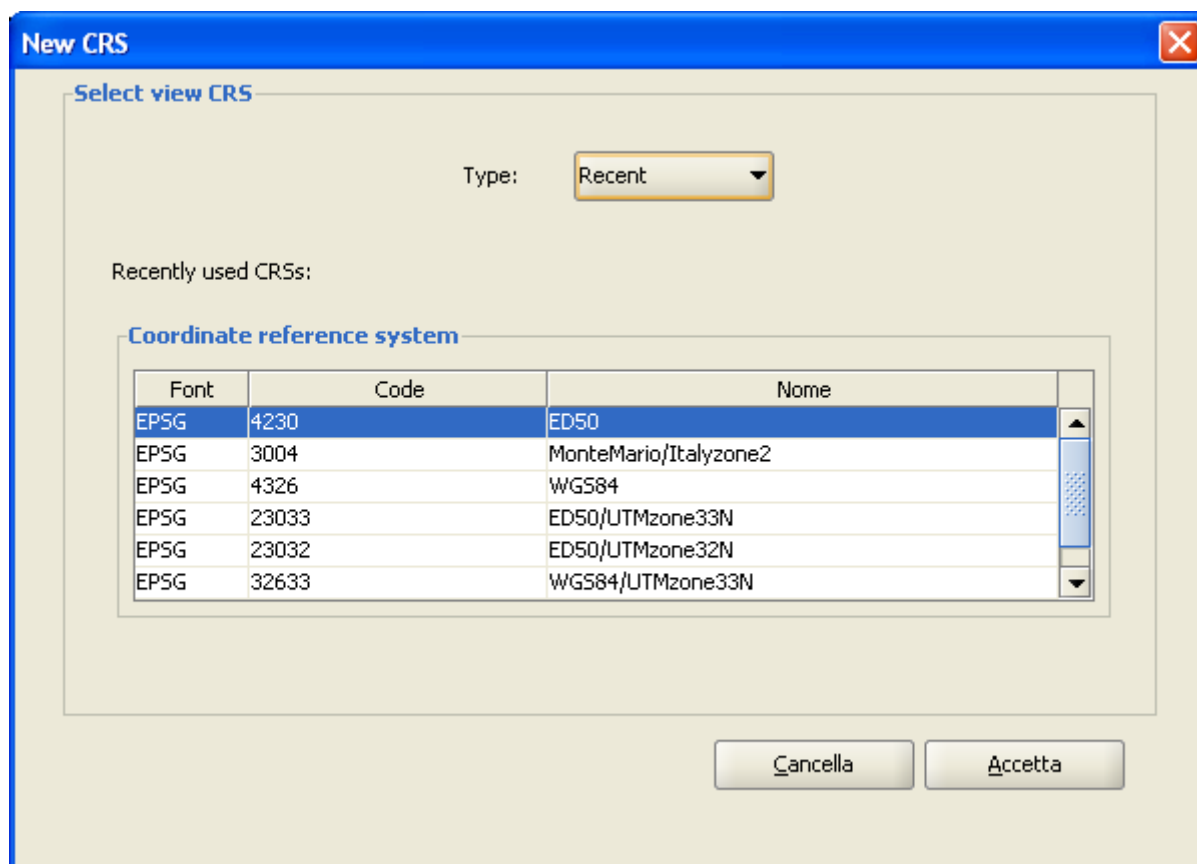 New CRS
Select view CRS
Type: Recent
Recently used CRSs:
Coordinate reference system
Font Code Nome
EPSG 4230 ED50
EPSG 3004 MonteMario/Italyzone2
EPSG 4326 WGS84
EPSG 23033 ED50/UTMzone33N
EPSG 23032 ED50/UTMzone32N
EPSG 32633 WGS84/UTMzone33N
Cancella Accetta